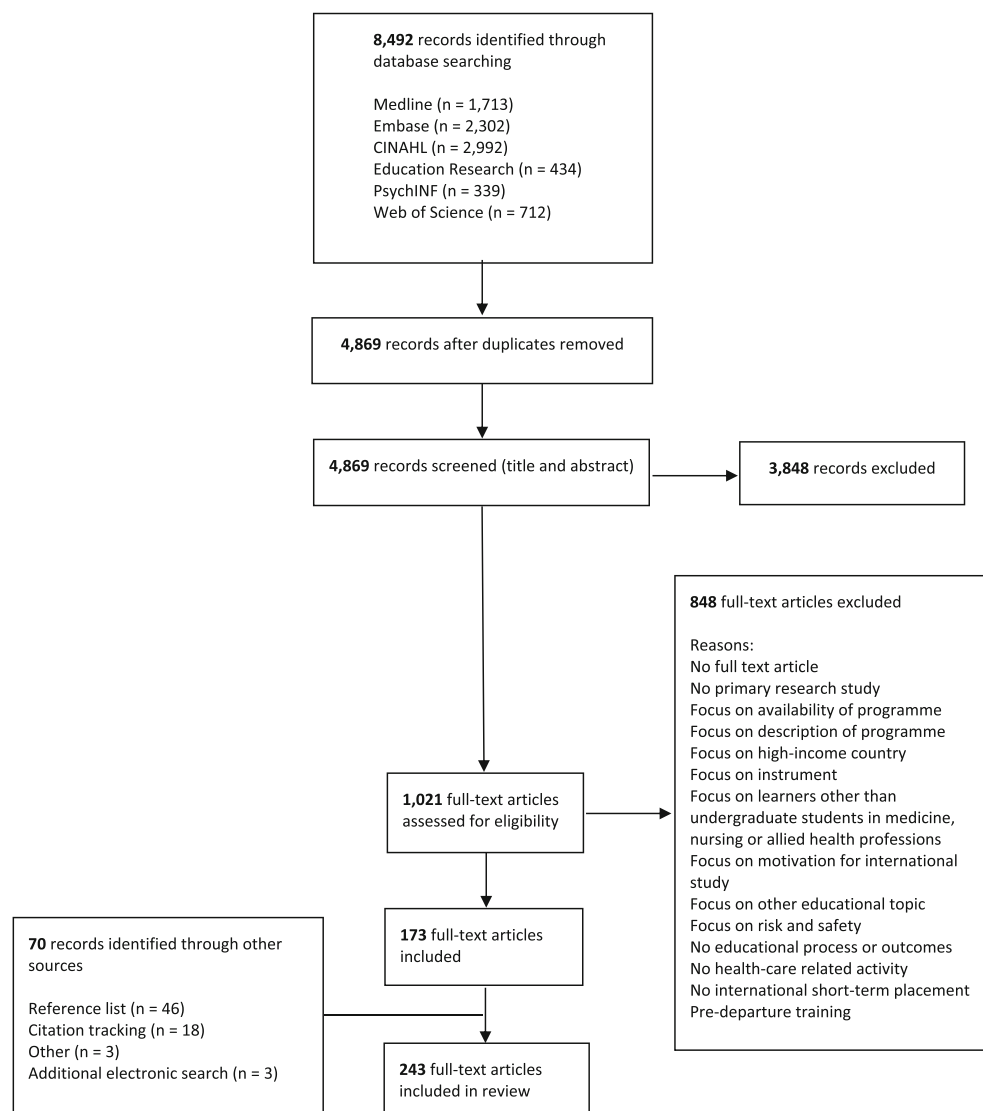 8,492 records identified through
database searching
Medline (n = 1,713)
Embase (n = 2,302)
CINAHL (n = 2,992)
Education Research (n = 434)
PsychINF (n = 339)
Web of Science (n = 712)
4,869 records after duplicates removed
4,869 records screened (title and abstract)
3,848 records excluded
848 full-text articles excluded
Reasons:
No full text article
No primary research study
Focus on availability of programme
Focus on description of programme
Focus on high-income country
Focus on instrument
Focus on learners other than
undergraduate students in medicine,
nursing or allied health professions
Focus on motivation for international
study
Focus on other educational topic
Focus on risk and safety
No educational process or outcomes
No health-care related activity
No international short-term placement
Pre-departure training
1,021 full-text articles
assessed for eligibility
173 full-text articles
included
70 records identified through other
sources
Reference list (n = 46)
Citation tracking (n = 18)
Other (n = 3)
Additional electronic search (n = 3)
243 full-text articles
included in review